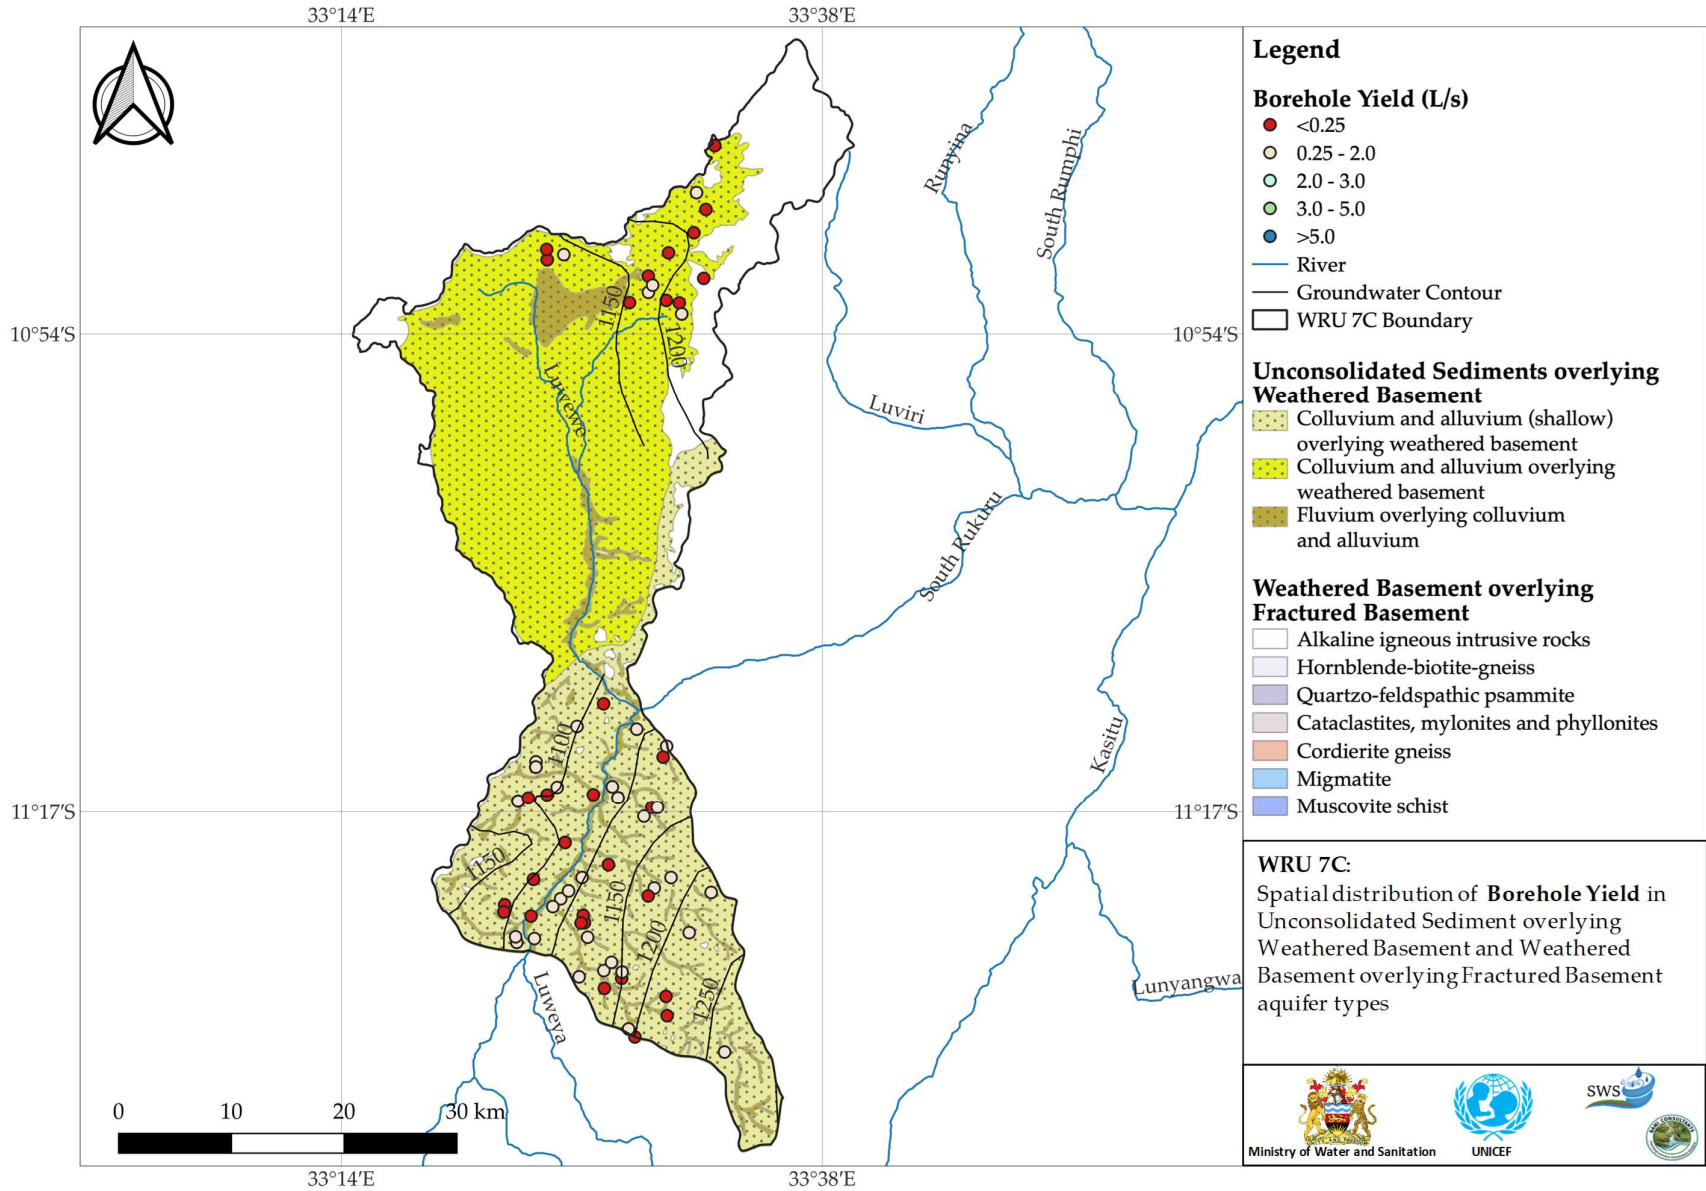 33°14'E
33°38'E
10°54'S
10°54'S
11°17'S
11°17'S
33°14'E
33°38'E
Runyina
South Rumphi
Luviri
South Rukuru
Kasitu
Lunyangwa
Luwewe
Luweya
1150
1200
1100
1150
1150
1200
1250
0
10
20
30 km
Legend
Borehole Yield (L/s)
<0.25
0.25 - 2.0
2.0 - 3.0
3.0 - 5.0
>5.0
River
Groundwater Contour
WRU 7C Boundary
Unconsolidated Sediments overlying
Weathered Basement
Colluvium and alluvium (shallow)
overlying weathered basement
Colluvium and alluvium overlying
weathered basement
Fluvium overlying colluvium
and alluvium
Weathered Basement overlying
Fractured Basement
Alkaline igneous intrusive rocks
Hornblende-biotite-gneiss
Quartzo-feldspathic psammite
Cataclastites, mylonites and phyllonites
Cordierite gneiss
Migmatite
Muscovite schist
WRU 7C:
Spatial distribution of Borehole Yield in
Unconsolidated Sediment overlying
Weathered Basement and Weathered
Basement overlying Fractured Basement
aquifer types
Ministry of Water and Sanitation
UNICEF
SWS